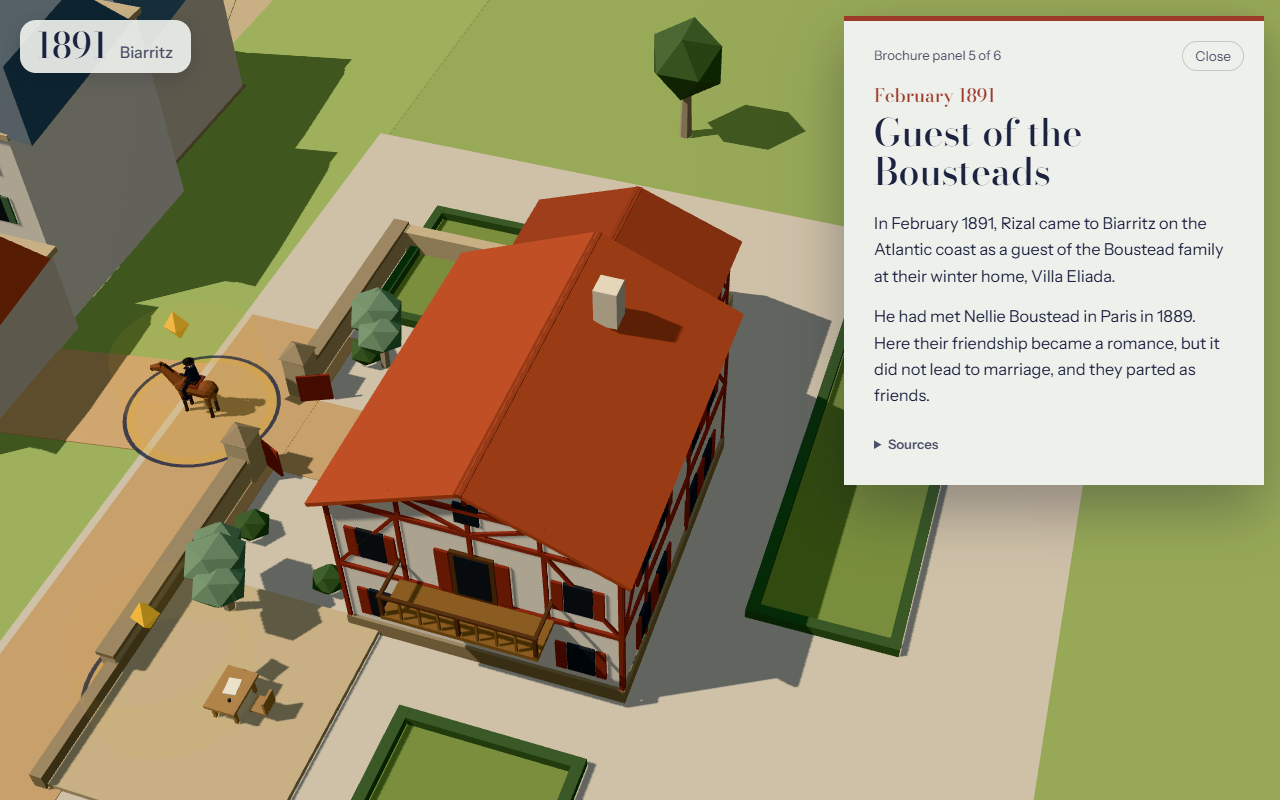 1891 Biarritz
Brochure panel 5 of 6
Close
February 1891
Guest of the
Bousteads
In February 1891, Rizal came to Biarritz on the
Atlantic coast as a guest of the Boustead family
at their winter home, Villa Eliada.
He had met Nellie Boustead in Paris in 1889.
Here their friendship became a romance, but it
did not lead to marriage, and they parted as
friends.
Sources